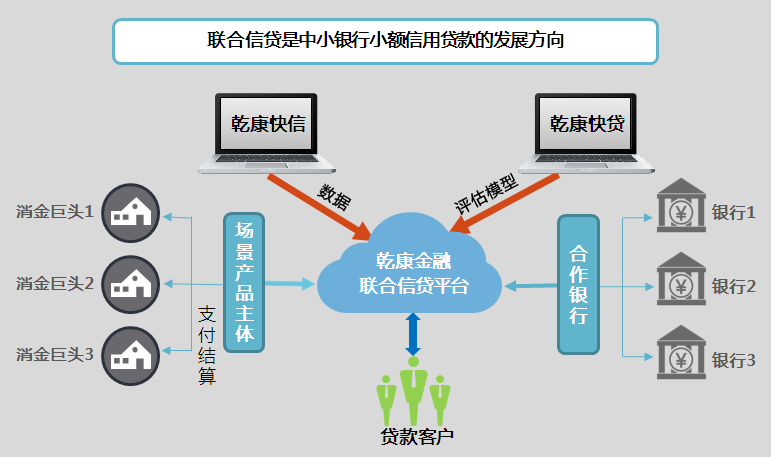 联合信贷是中小银行小额信用贷款的发展方向
乾康快信
乾康快贷
数据
评估模型
消金巨头1
消金巨头2
消金巨头3
支付结算
场景产品主体
乾康金融
联合信贷平台
合作银行
银行1
银行2
银行3
贷款客户